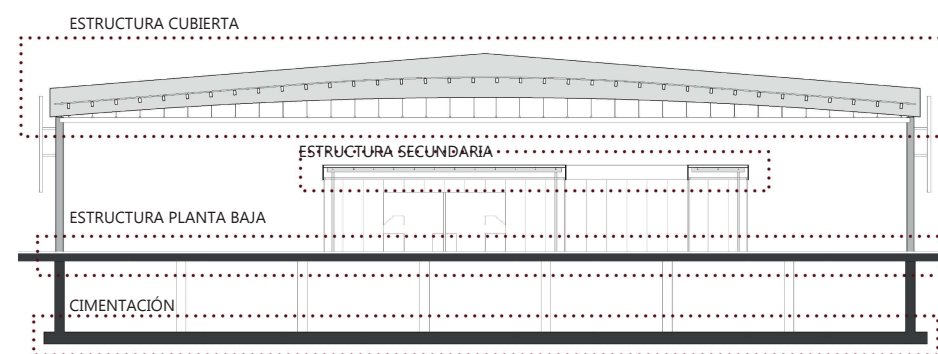 ESTRUCTURA CUBIERTA
ESTRUCTURA SECUNDARIA
ESTRUCTURA PLANTA BAJA
CIMENTACIÓN